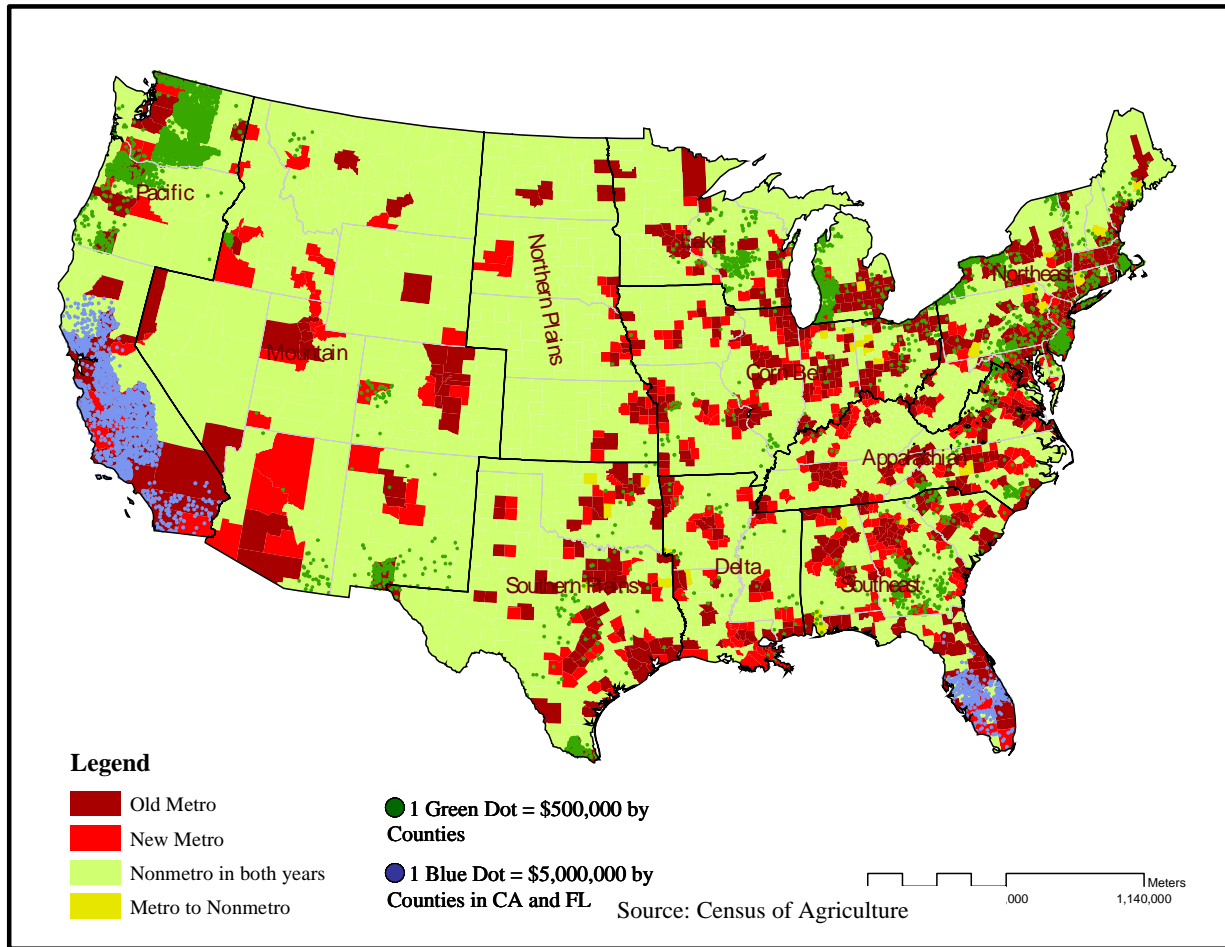 Pacific
Northern Plains
Lake
Northeast
Mountain
Corn Be
Appalachia
Delta
Southern Plains
Southeast
Legend
Old Metro
New Metro
Nonmetro in both years
Metro to Nonmetro
1 Green Dot = $500,000 by
Counties
1 Blue Dot = $5,000,000 by
Counties in CA and FL
Source: Census of Agriculture
Meters
,000
1,140,000